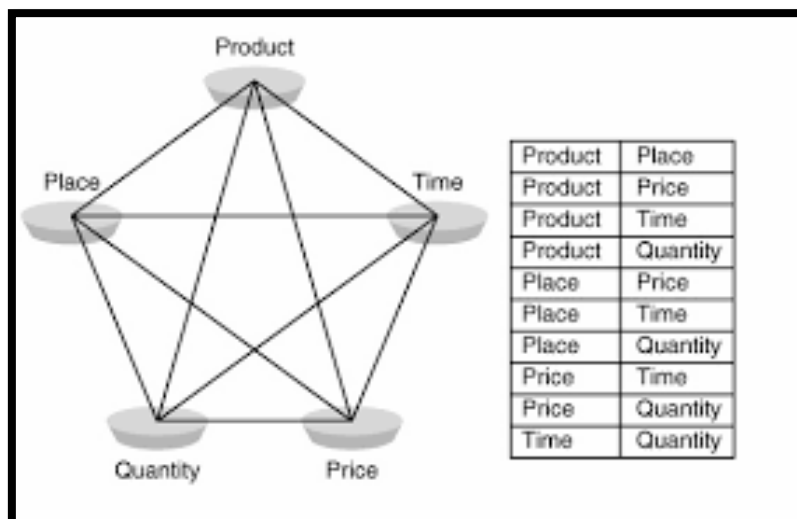 Product
Place
Time
Quantity
Price
Product Place
Product Price
Product Time
Product Quantity
Place Price
Place Time
Place Quantity
Price Time
Price Quantity
Time Quantity